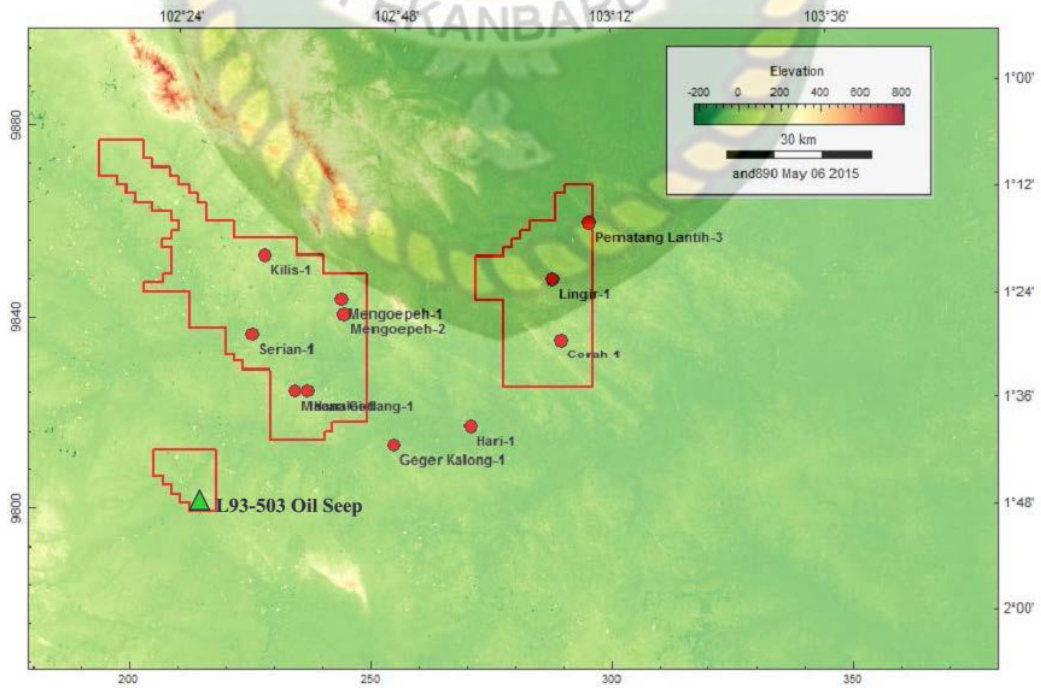 KANBAR
102°24' 102°48' 103°12' 103°36'
Elevation
-200 0 200 400 600 800
30 km
and890 May 06 2015
1°00'
9880
1°12'
Pematang Lantih-3
Kilis-1
Lingir-1
1°24'
Mengoepeh-1
9840
Mengoepeh-2
Serian-1
Corah-1
1°36'
Hari-1
Geger Kalong-1
L93-503 Oil Seep
9800
1°48'
2°00'
200 250 300 350